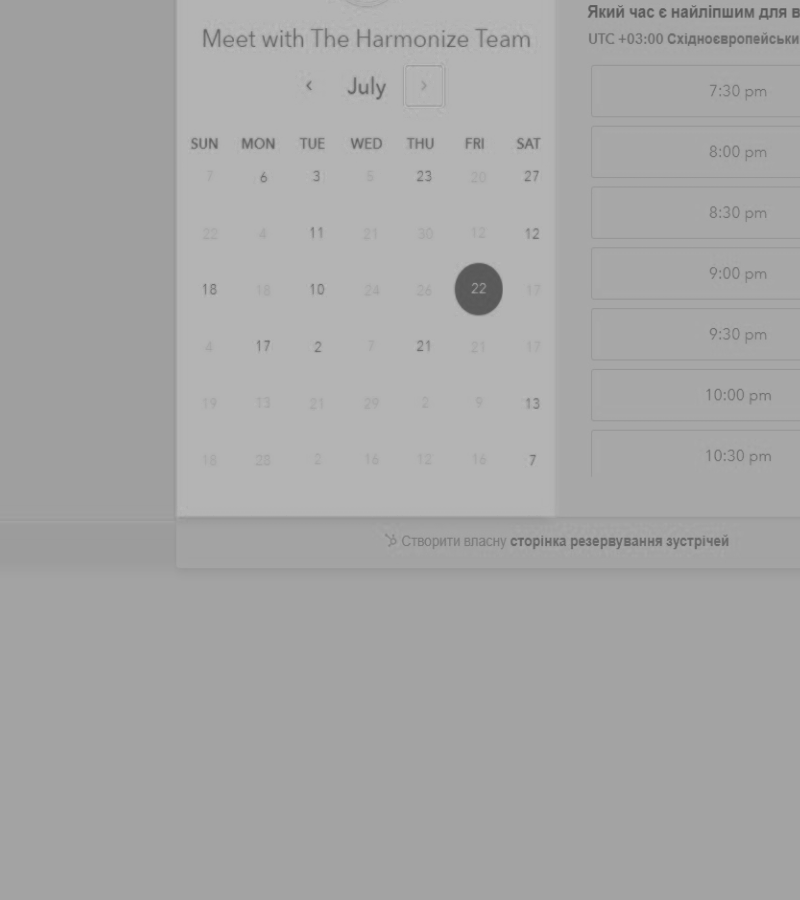 Meet with The Harmonize Team
July
SUN MON TUE WED THU FRI SAT
7 6 3 5 23 20 27
22 4 11 21 30 12 12
18 18 10 24 26 22 17
4 17 2 7 21 21 17
19 13 21 29 2 9 13
18 28 2 16 12 16 7
Який час є найліпшим для в
UTC +03:00 Східноєвропейськи
7:30 pm
8:00 pm
8:30 pm
9:00 pm
9:30 pm
10:00 pm
10:30 pm
Створити власну сторінка резервування зустрічей